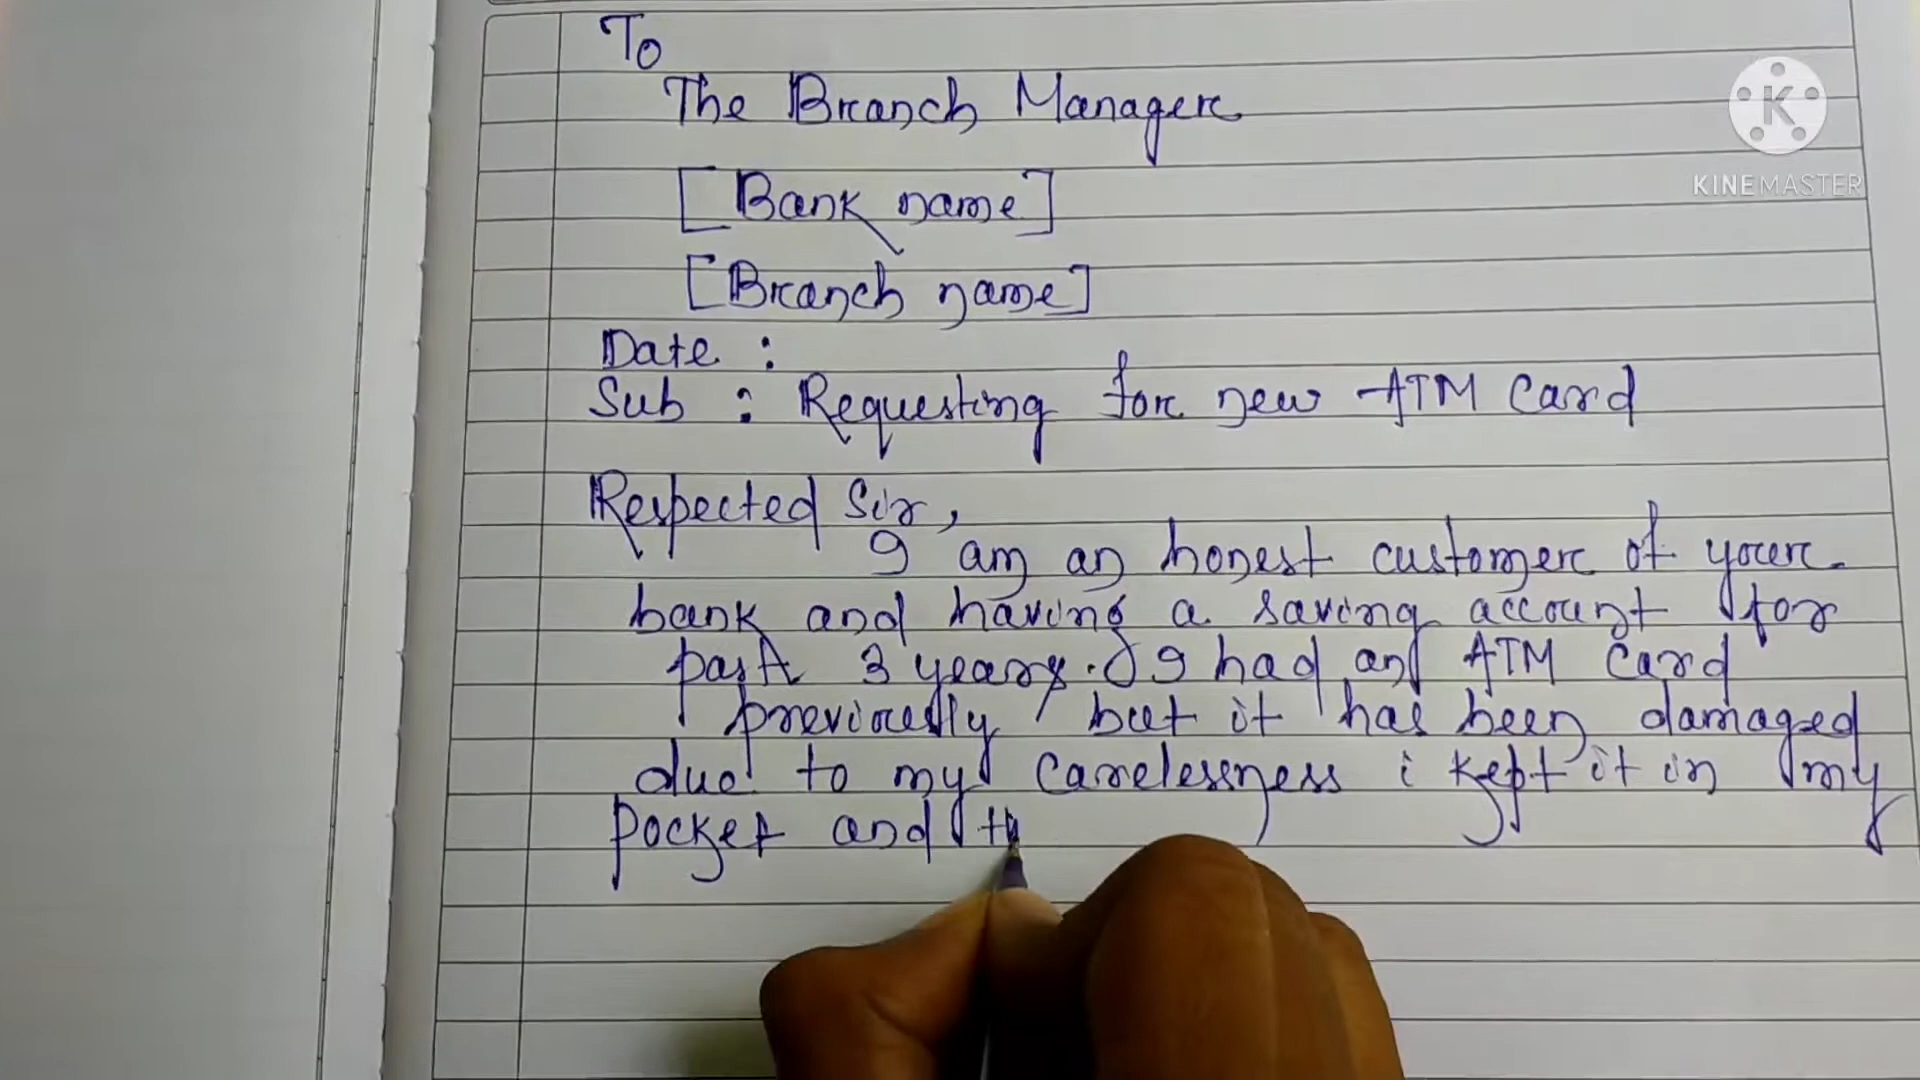 To
The Branch Manager
[Bank name]
[Branch name]
Date :
Sub : Requesting for new ATM Card
Respected Sir,
I am an honest customer of your
bank and having a saving account for
past 3 years. I had an ATM Card
previously but it has been damaged
due to my carelessness i kept it in my
Pocket and th
K
KINEMASTER